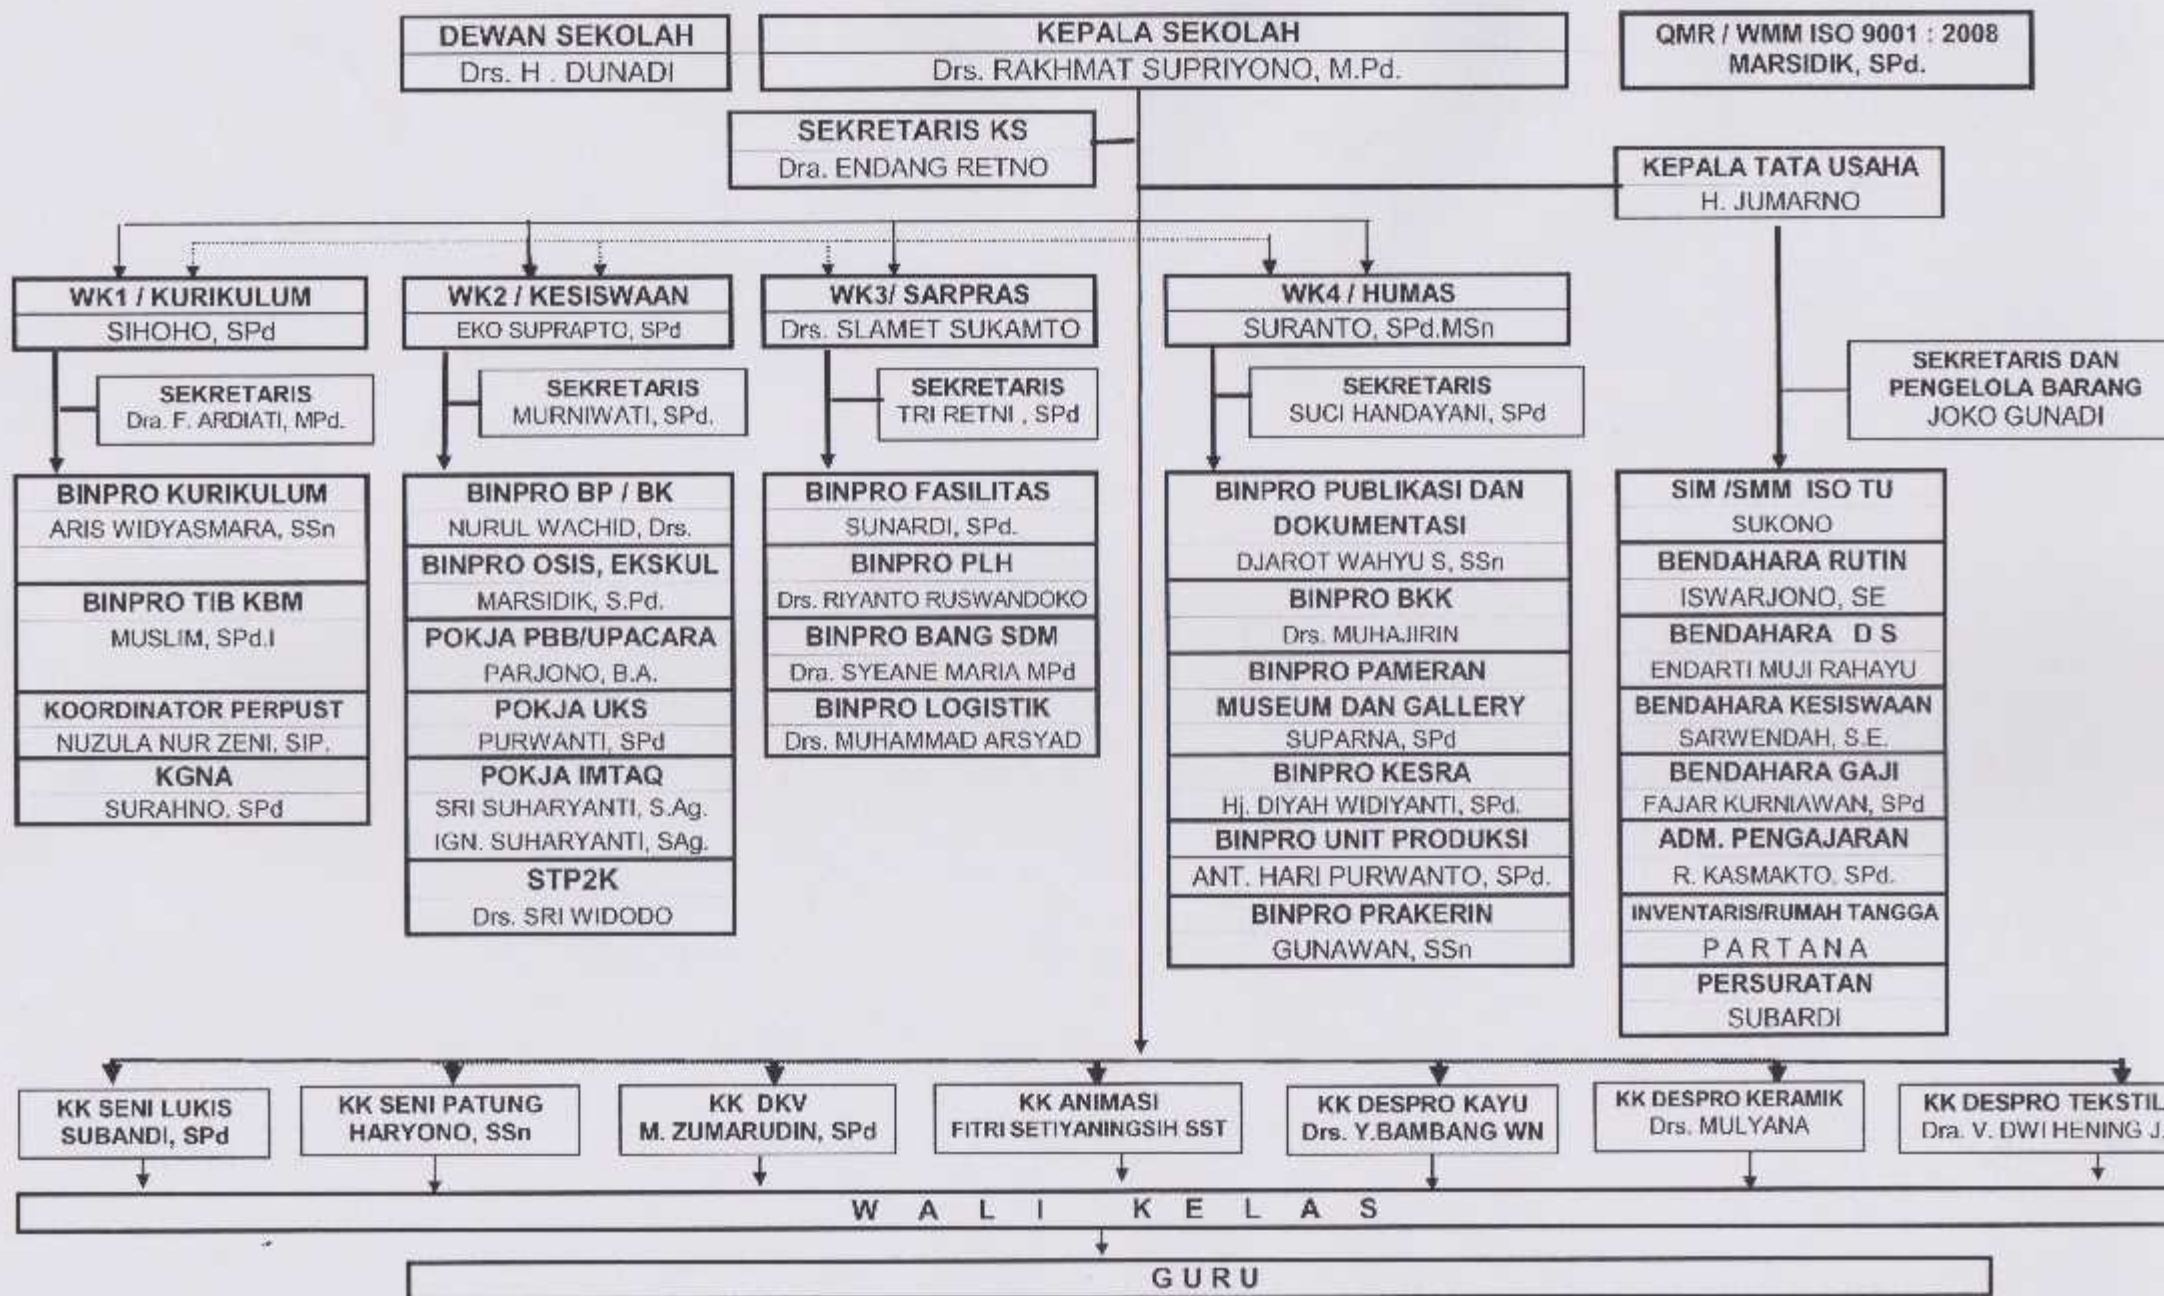 DEWAN SEKOLAH
Drs. H . DUNADI
KEPALA SEKOLAH
Drs. RAKHMAT SUPRIYONO, M.Pd.
QMR / WMM ISO 9001 : 2008
MARSIDIK, SPd.
SEKRETARIS KS
Dra. ENDANG RETNO
KEPALA TATA USAHA
H. JUMARNO
WK1 / KURIKULUM
SIHOHO, SPd
WK2 / KESISWAAN
EKO SUPRAPTO, SPd
WK3/ SARPRAS
Drs. SLAMET SUKAMTO
WK4 / HUMAS
SURANTO, SPd.MSn
SEKRETARIS
Dra. F. ARDIATI, MPd.
SEKRETARIS
MURNIWATI, SPd.
SEKRETARIS
TRI RETNI , SPd
SEKRETARIS
SUCI HANDAYANI, SPd
SEKRETARIS DAN
PENGELOLA BARANG
JOKO GUNADI
BINPRO KURIKULUM
ARIS WIDYASMARA, SSn
BINPRO TIB KBM
MUSLIM, SPd.I
KOORDINATOR PERPUST
NUZULA NUR ZENI. SIP.
KGNA
SURAHNO. SPd
BINPRO BP / BK
NURUL WACHID, Drs.
BINPRO OSIS, EKSKUL
MARSIDIK, S.Pd.
POKJA PBB/UPACARA
PARJONO, B.A.
POKJA UKS
PURWANTI, SPd
POKJA IMTAQ
SRI SUHARYANTI, S.Ag.
IGN. SUHARYANTI, SAg.
STP2K
Drs. SRI WIDODO
BINPRO FASILITAS
SUNARDI, SPd.
BINPRO PLH
Drs. RIYANTO RUSWANDOKO
BINPRO BANG SDM
Dra. SYEANE MARIA MPd
BINPRO LOGISTIK
Drs. MUHAMMAD ARSYAD
BINPRO PUBLIKASI DAN
DOKUMENTASI
DJAROT WAHYU S, SSn
BINPRO BKK
Drs. MUHAJIRIN
BINPRO PAMERAN
MUSEUM DAN GALLERY
SUPARNA, SPd
BINPRO KESRA
Hj. DIYAH WIDIYANTI, SPd.
BINPRO UNIT PRODUKSI
ANT. HARI PURWANTO, SPd.
BINPRO PRAKERIN
GUNAWAN, SSn
SIM /SMM ISO TU
SUKONO
BENDAHARA RUTIN
ISWARJONO, SE
BENDAHARA D S
ENDARTI MUJI RAHAYU
BENDAHARA KESISWAAN
SARWENDAH, S.E.
BENDAHARA GAJI
FAJAR KURNIAWAN, SPd
ADM. PENGAJARAN
R. KASMAKTO, SPd.
INVENTARIS/RUMAH TANGGA
P A R T A N A
PERSURATAN
SUBARDI
KK SENI LUKIS
SUBANDI, SPd
KK SENI PATUNG
HARYONO, SSn
KK DKV
M. ZUMARUDIN, SPd
KK ANIMASI
FITRI SETIYANINGSIH SST
KK DESPRO KAYU
Drs. Y.BAMBANG WN
KK DESPRO KERAMIK
Drs. MULYANA
KK DESPRO TEKSTIL
Dra. V. DWI HENING J.
W A L I K E L A S
G U R U